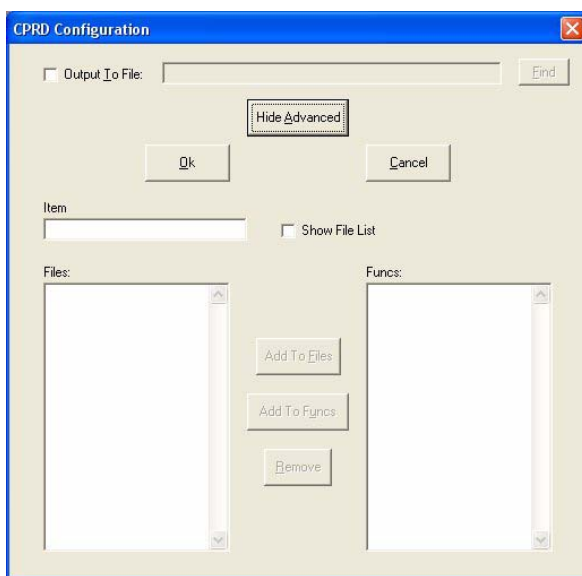 CPRD Configuration
Output To File:
Find
Hide Advanced
Ok
Cancel
Item
Show File List
Files:
Funcs:
Add To Files
Add To Funcs
Remove